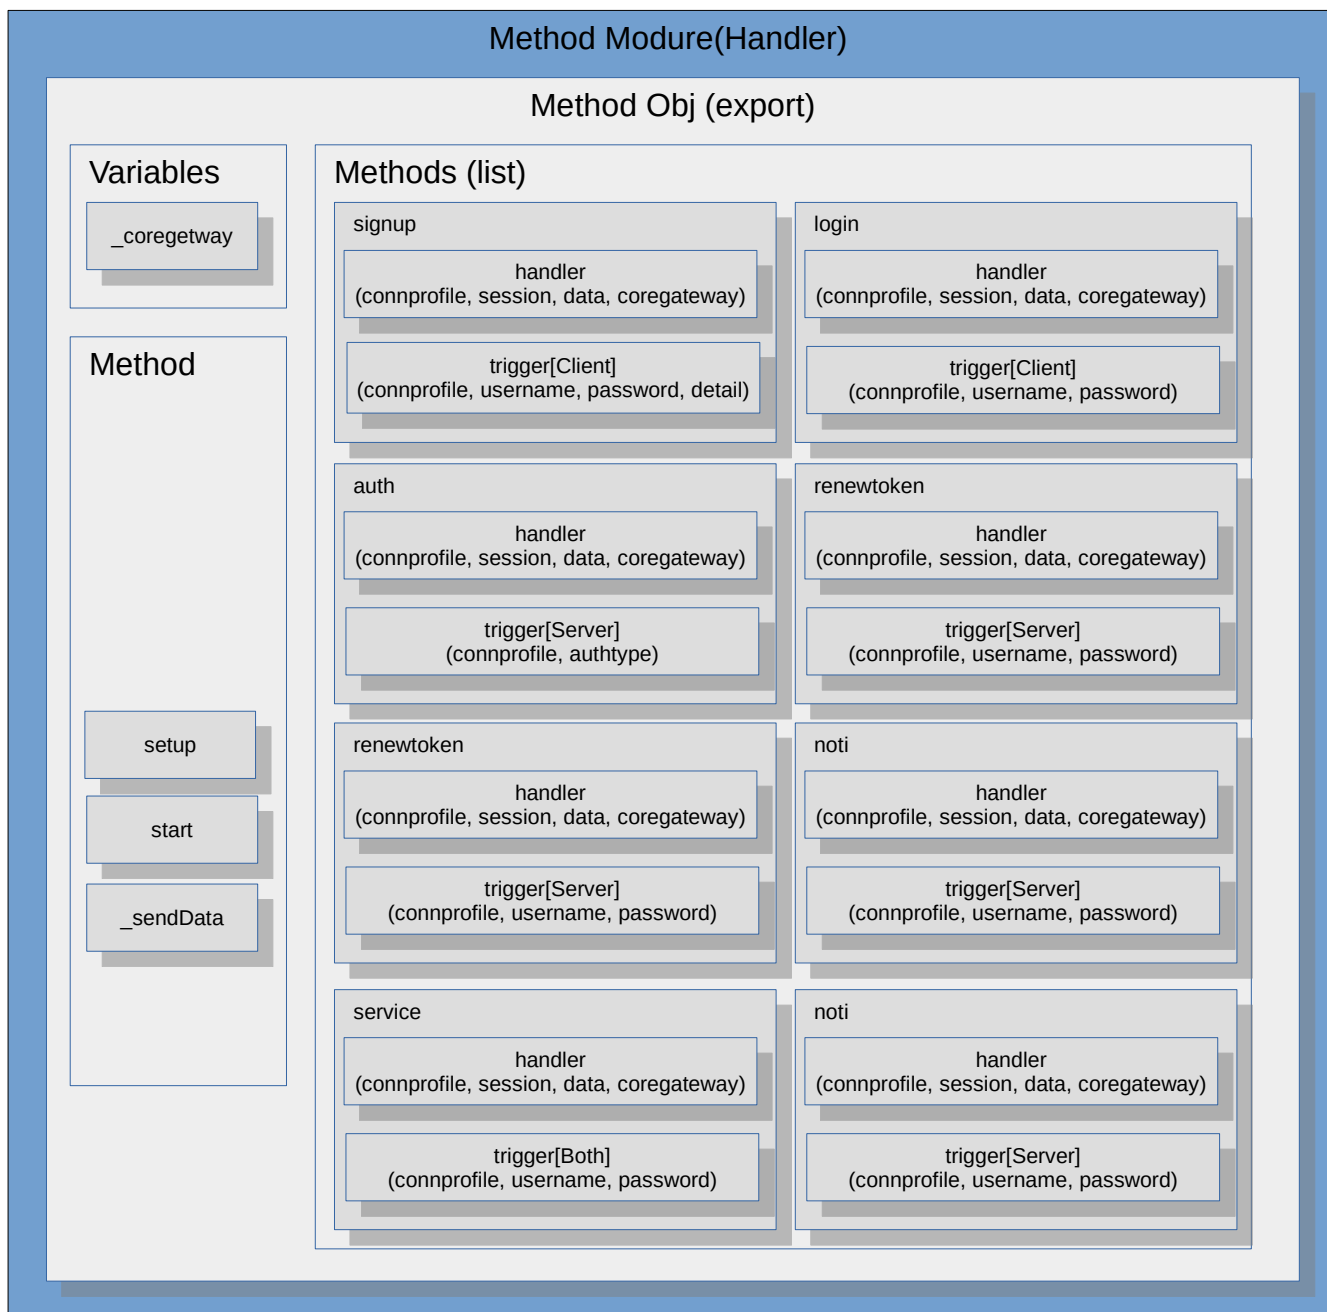 Method Modure(Handler)
Method Obj (export)
Variables
_coregetway
Method
setup
start
_sendData
Methods (list)
signup
handler
(connprofile, session, data, coregateway)
trigger[Client]
(connprofile, username, password, detail)
login
handler
(connprofile, session, data, coregateway)
trigger[Client]
(connprofile, username, password)
auth
handler
(connprofile, session, data, coregateway)
trigger[Server]
(connprofile, authtype)
renewtoken
handler
(connprofile, session, data, coregateway)
trigger[Server]
(connprofile, username, password)
renewtoken
handler
(connprofile, session, data, coregateway)
trigger[Server]
(connprofile, username, password)
noti
handler
(connprofile, session, data, coregateway)
trigger[Server]
(connprofile, username, password)
service
handler
(connprofile, session, data, coregateway)
trigger[Both]
(connprofile, username, password)
noti
handler
(connprofile, session, data, coregateway)
trigger[Server]
(connprofile, username, password)